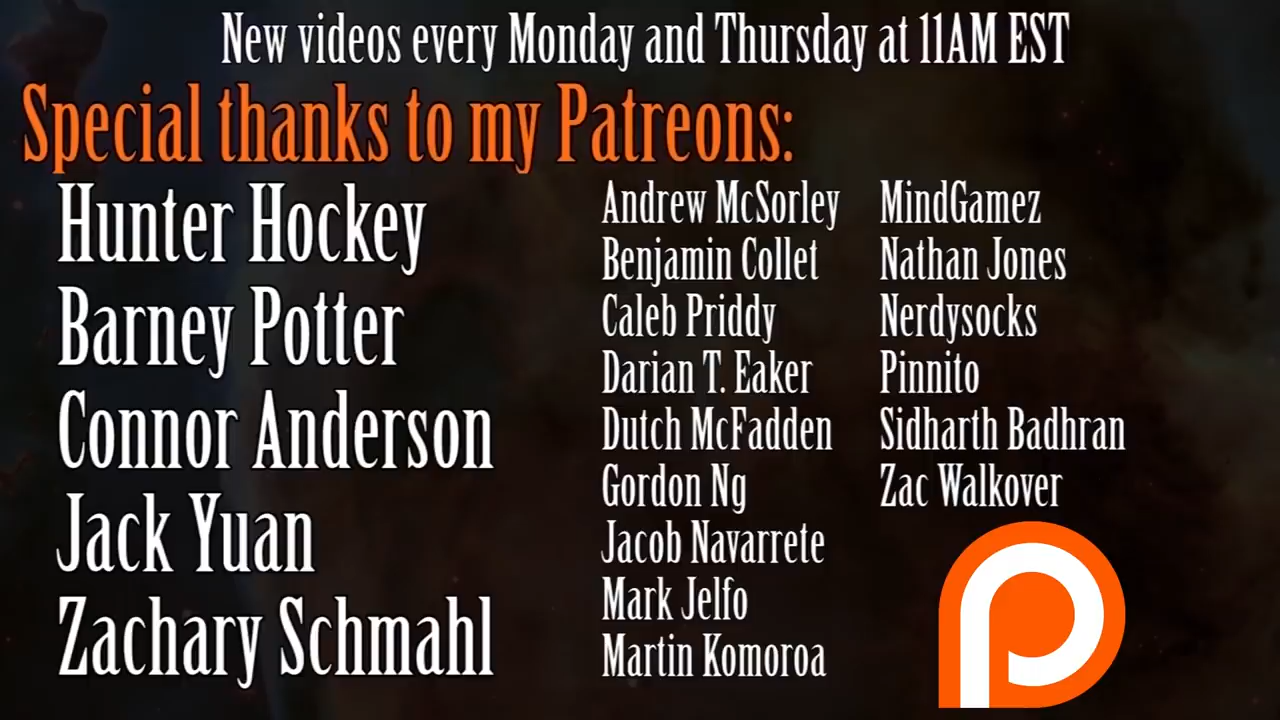 New videos every Monday and Thursday at 11AM EST
Special thanks to my Patreons:
Hunter Hockey
Barney Potter
Connor Anderson
Jack Yuan
Zachary Schmahl
Andrew McSorley
Benjamin Collet
Caleb Priddy
Darian T. Eaker
Dutch McFadden
Gordon Ng
Jacob Navarrete
Mark Jelfo
Martin Komoroa
MindGamez
Nathan Jones
Nerdysocks
Pinnito
Sidharth Badhran
Zac Walkover